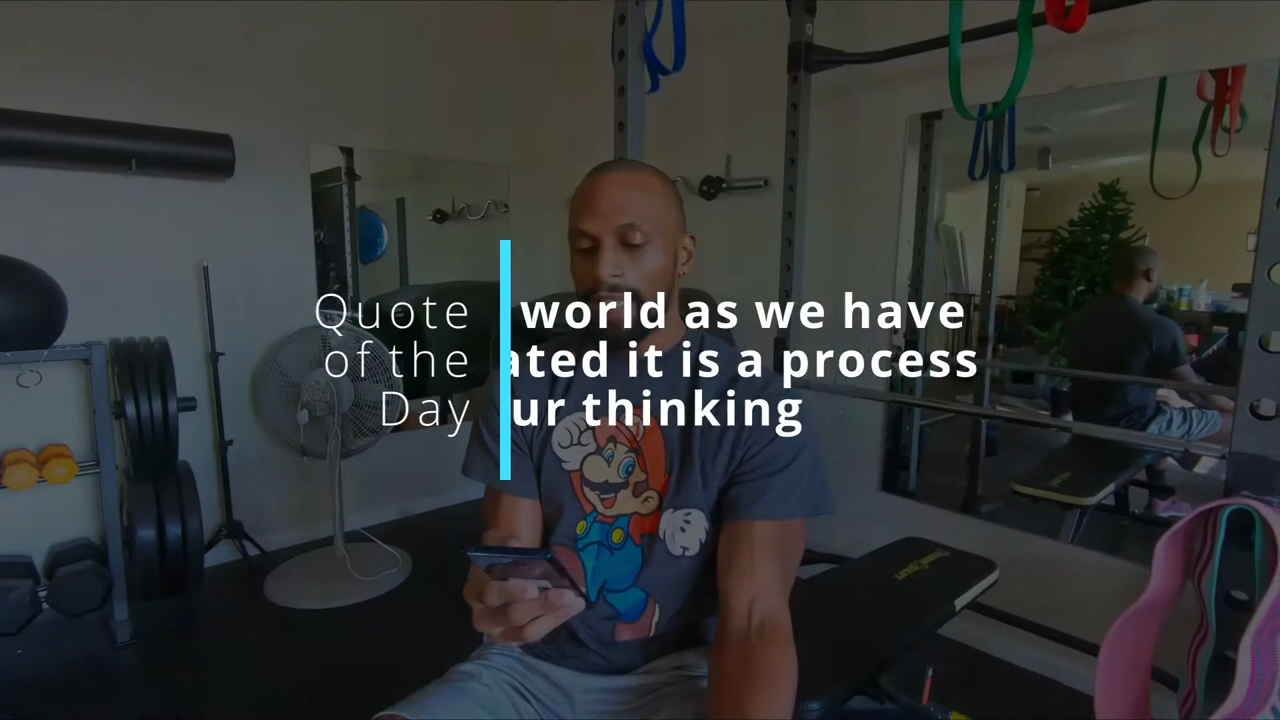 Quote
of the
Day
world as we have
ated it is a process
ur thinking